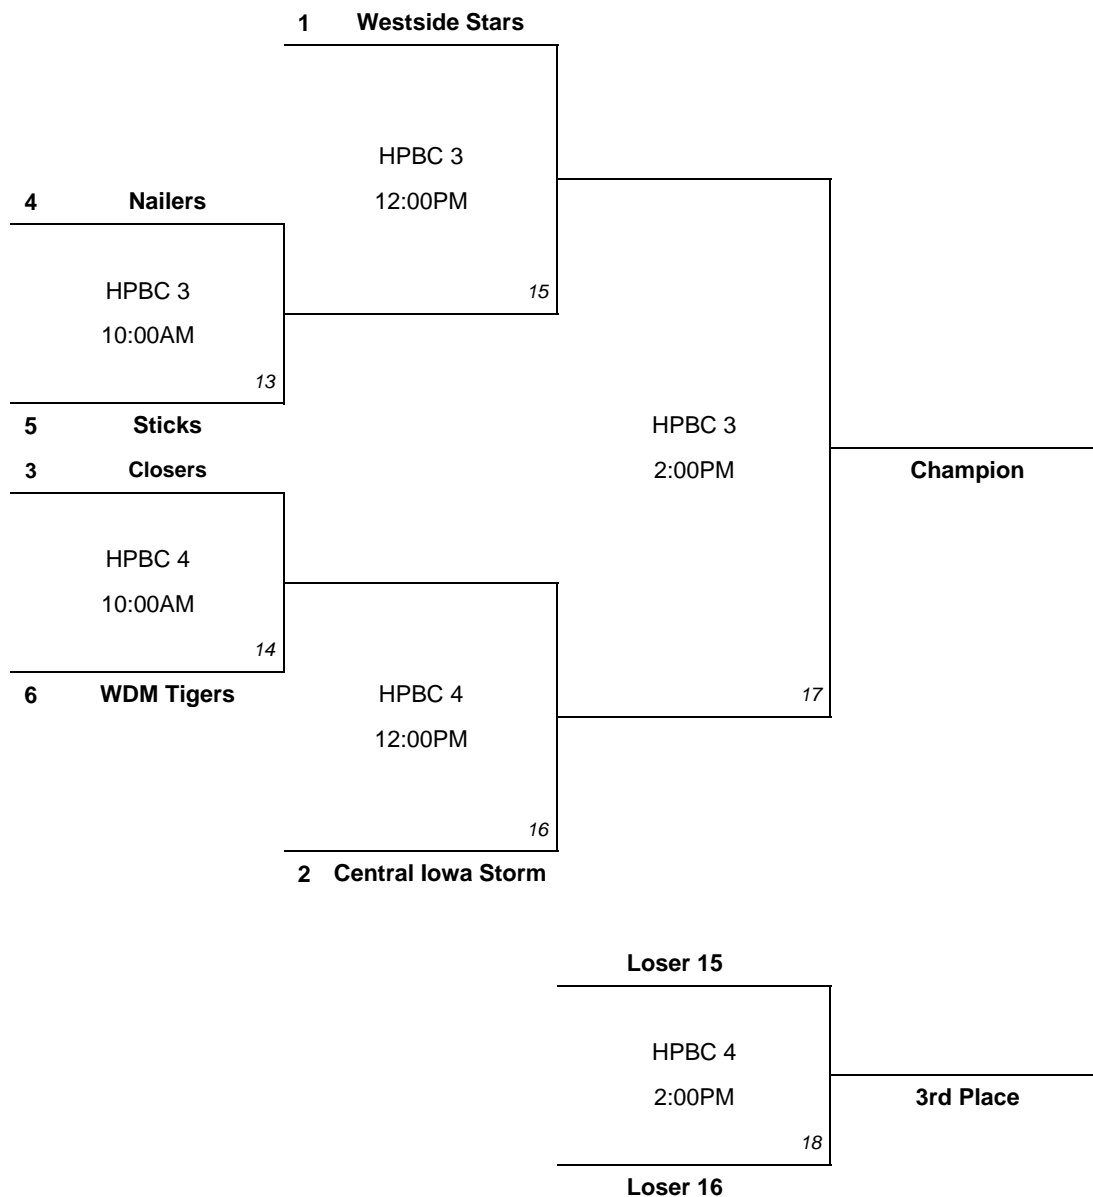 1 Westside Stars
HPBC 3
4 Nailers 12:00PM
HPBC 3 15
10:00AM
13
5 Sticks HPBC 3
3 Closers 2:00PM Champion
HPBC 4
10:00AM
14
6 WDM Tigers HPBC 4 17
12:00PM
16
2 Central Iowa Storm
Loser 15
HPBC 4
2:00PM 3rd Place
18
Loser 16